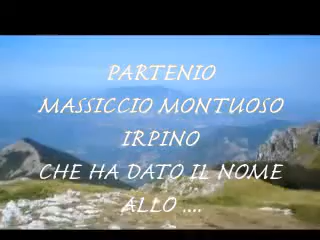 PARTENIO
MASSICCIO MONTUOSO
IRPINO
CHE HA DATO IL NOME
ALLO ....